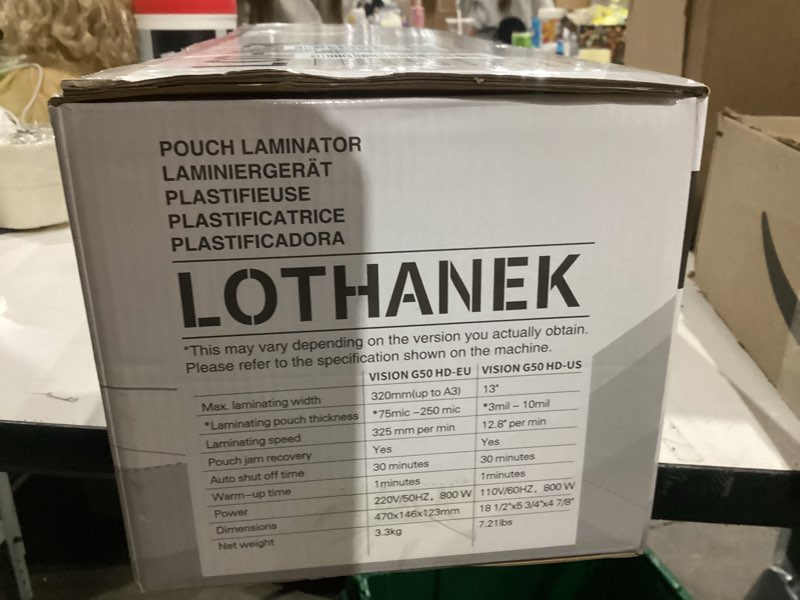 POUCH LAMINATOR
LAMINIERGERÄT
PLASTIFIEUSE
PLASTIFICATRICE
PLASTIFICADORA
LOTHANEK
*This may vary depending on the version you actually obtain.
Please refer to the specification shown on the machine.
VISION G50 HD-EU VISION G50 HD-US
Max. laminating width 320mm(up to A3) 13"
*Laminating pouch thickness *75mic -250 mic *3mil - 10mil
Laminating speed 325 mm per min 12.8" per min
Pouch jam recovery Yes Yes
Auto shut off time 30 minutes 30 minutes
Warm-up time 1minutes 1minutes
Power 220V/50HZ, 800 W 110V/60HZ, 800 W
Dimensions 470x146x123mm 18 1/2"x5 3/4"x4 7/8"
Net weight 3.3kg 7.21lbs